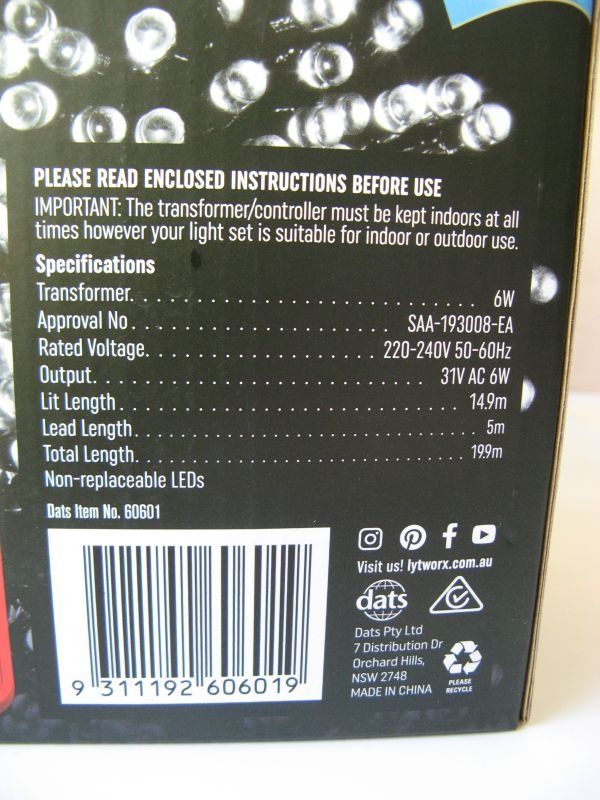 PLEASE READ ENCLOSED INSTRUCTIONS BEFORE USE
IMPORTANT: The transformer/controller must be kept indoors at all
times however your light set is suitable for indoor or outdoor use.
Specifications
Transformer. . . . . . . . . . . . . . . . . . . . . . . . . . . . 6W
Approval No . . . . . . . . . . . . . . . . . . . . SAA-193008-EA
Rated Voltage. . . . . . . . . . . . . . . . . . . 220-240V 50-60Hz
Output. . . . . . . . . . . . . . . . . . . . . . . . . . . 31V AC 6W
Lit Length . . . . . . . . . . . . . . . . . . . . . . . . . . . 14.9m
Lead Length. . . . . . . . . . . . . . . . . . . . . . . . . . . 5m
Total Length. . . . . . . . . . . . . . . . . . . . . . . . . . 19.9m
Non-replaceable LEDs
Dats Item No. 60601
9 311192 606019
Visit us! lytworx.com.au
dats
Dats Pty Ltd
7 Distribution Dr
Orchard Hills,
NSW 2748
MADE IN CHINA
PLEASE
RECYCLE